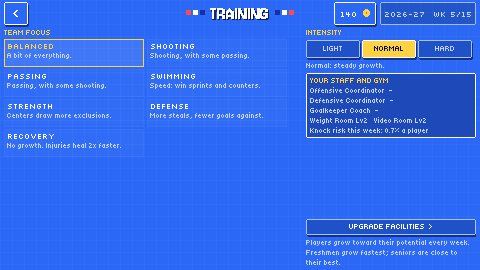 TRAINING
140
2026-27 WK 5/15
TEAM FOCUS
BALANCED
A bit of everything.
SHOOTING
Shooting, with some passing.
PASSING
Passing, with some shooting.
SWIMMING
Speed: win sprints and counters.
STRENGTH
Centers draw more exclusions.
DEFENSE
More steals, fewer goals against.
RECOVERY
No growth. Injuries heal 2x faster.
INTENSITY
LIGHT
NORMAL
HARD
Normal: steady growth.
YOUR STAFF AND GYM
Offensive Coordinator -
Defensive Coordinator -
Goalkeeper Coach -
Weight Room Lv2 Video Room Lv2
Knock risk this week: 0.7% a player
UPGRADE FACILITIES >
Players grow toward their potential every week.
Freshmen grow fastest; seniors are close to
their best.